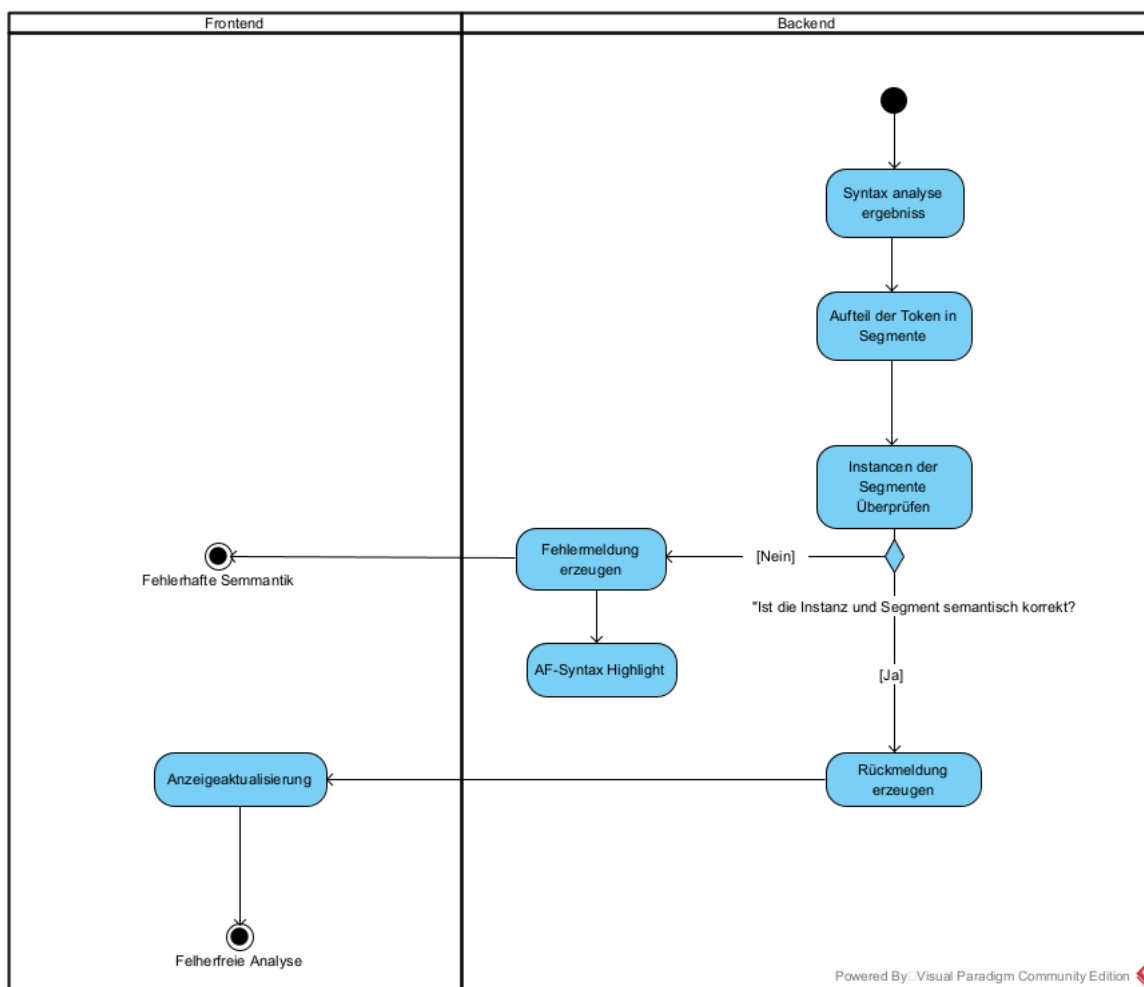 Frontend
Backend
Syntax analyse
ergebniss
Aufteil der Token in
Segmente
Instancen der
Segmente
Überprüfen
Fehlermeldung
erzeugen
[Nein]
Fehlerhafte Semmantik
"Ist die Instanz und Segment semantisch korrekt?
AF-Syntax Highlight
[Ja]
Anzeigeaktualisierung
Rückmeldung
erzeugen
Felherfreie Analyse
Powered By Visual Paradigm Community Edition